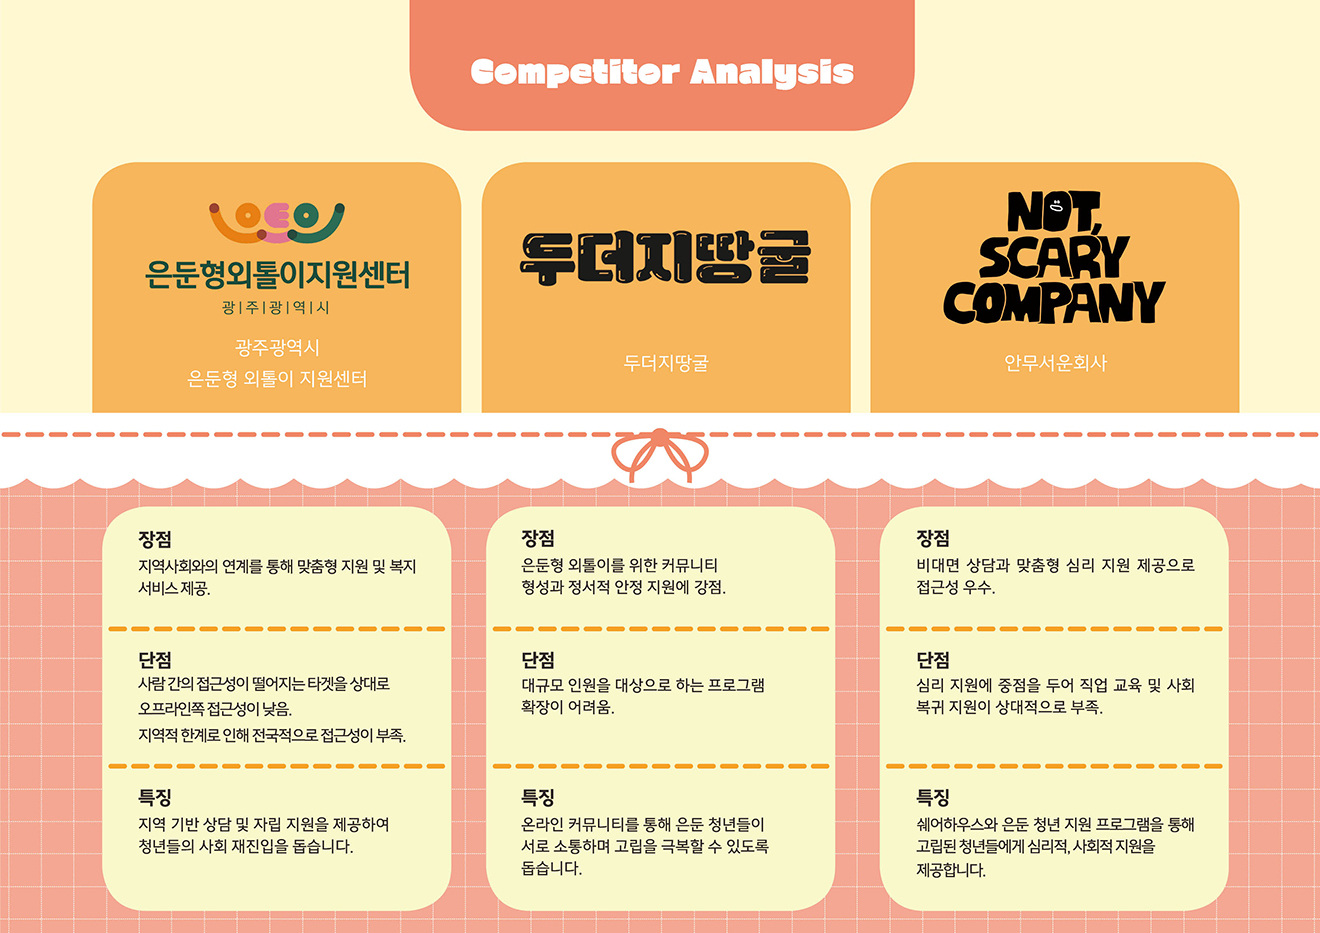 Competitor Analysis
은둔형외톨이지원센터
광|주|광|역|시
광주광역시
은둔형 외톨이 지원센터
두더지땅굴
두더지땅굴
NOT,
SCARY
COMPANY
안무서운회사
장점
지역사회와의 연계를 통해 맞춤형 지원 및 복지
서비스 제공.
단점
사람 간의 접근성이 떨어지는 타겟을 상대로
오프라인쪽 접근성이 낮음.
지역적 한계로 인해 전국적으로 접근성이 부족.
특징
지역 기반 상담 및 자립 지원을 제공하여
청년들의 사회 재진입을 돕습니다.
장점
은둔형 외톨이를 위한 커뮤니티
형성과 정서적 안정 지원에 강점.
단점
대규모 인원을 대상으로 하는 프로그램
확장이 어려움.
특징
온라인 커뮤니티를 통해 은둔 청년들이
서로 소통하며 고립을 극복할 수 있도록
돕습니다.
장점
비대면 상담과 맞춤형 심리 지원 제공으로
접근성 우수.
단점
심리 지원에 중점을 두어 직업 교육 및 사회
복귀 지원이 상대적으로 부족.
특징
쉐어하우스와 은둔 청년 지원 프로그램을 통해
고립된 청년들에게 심리적, 사회적 지원을
제공합니다.